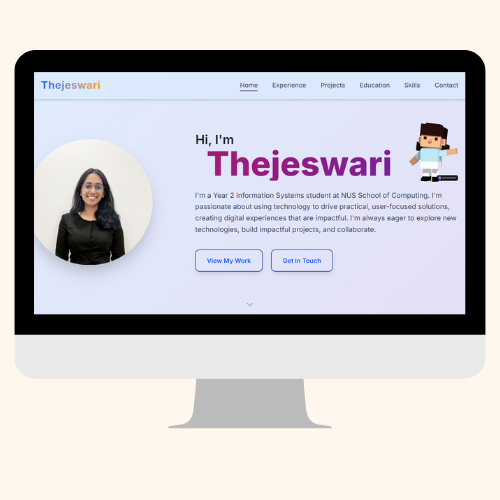 Thejeswari
Home Experience Projects Education Skills Contact
Hi, I'm
Thejeswari
I'm a Year 2 Information Systems student at NUS School of Computing. I'm
passionate about using technology to drive practical, user-focused solutions,
creating digital experiences that are impactful. I'm always eager to explore new
technologies, build impactful projects, and collaborate.
View My Work Get In Touch